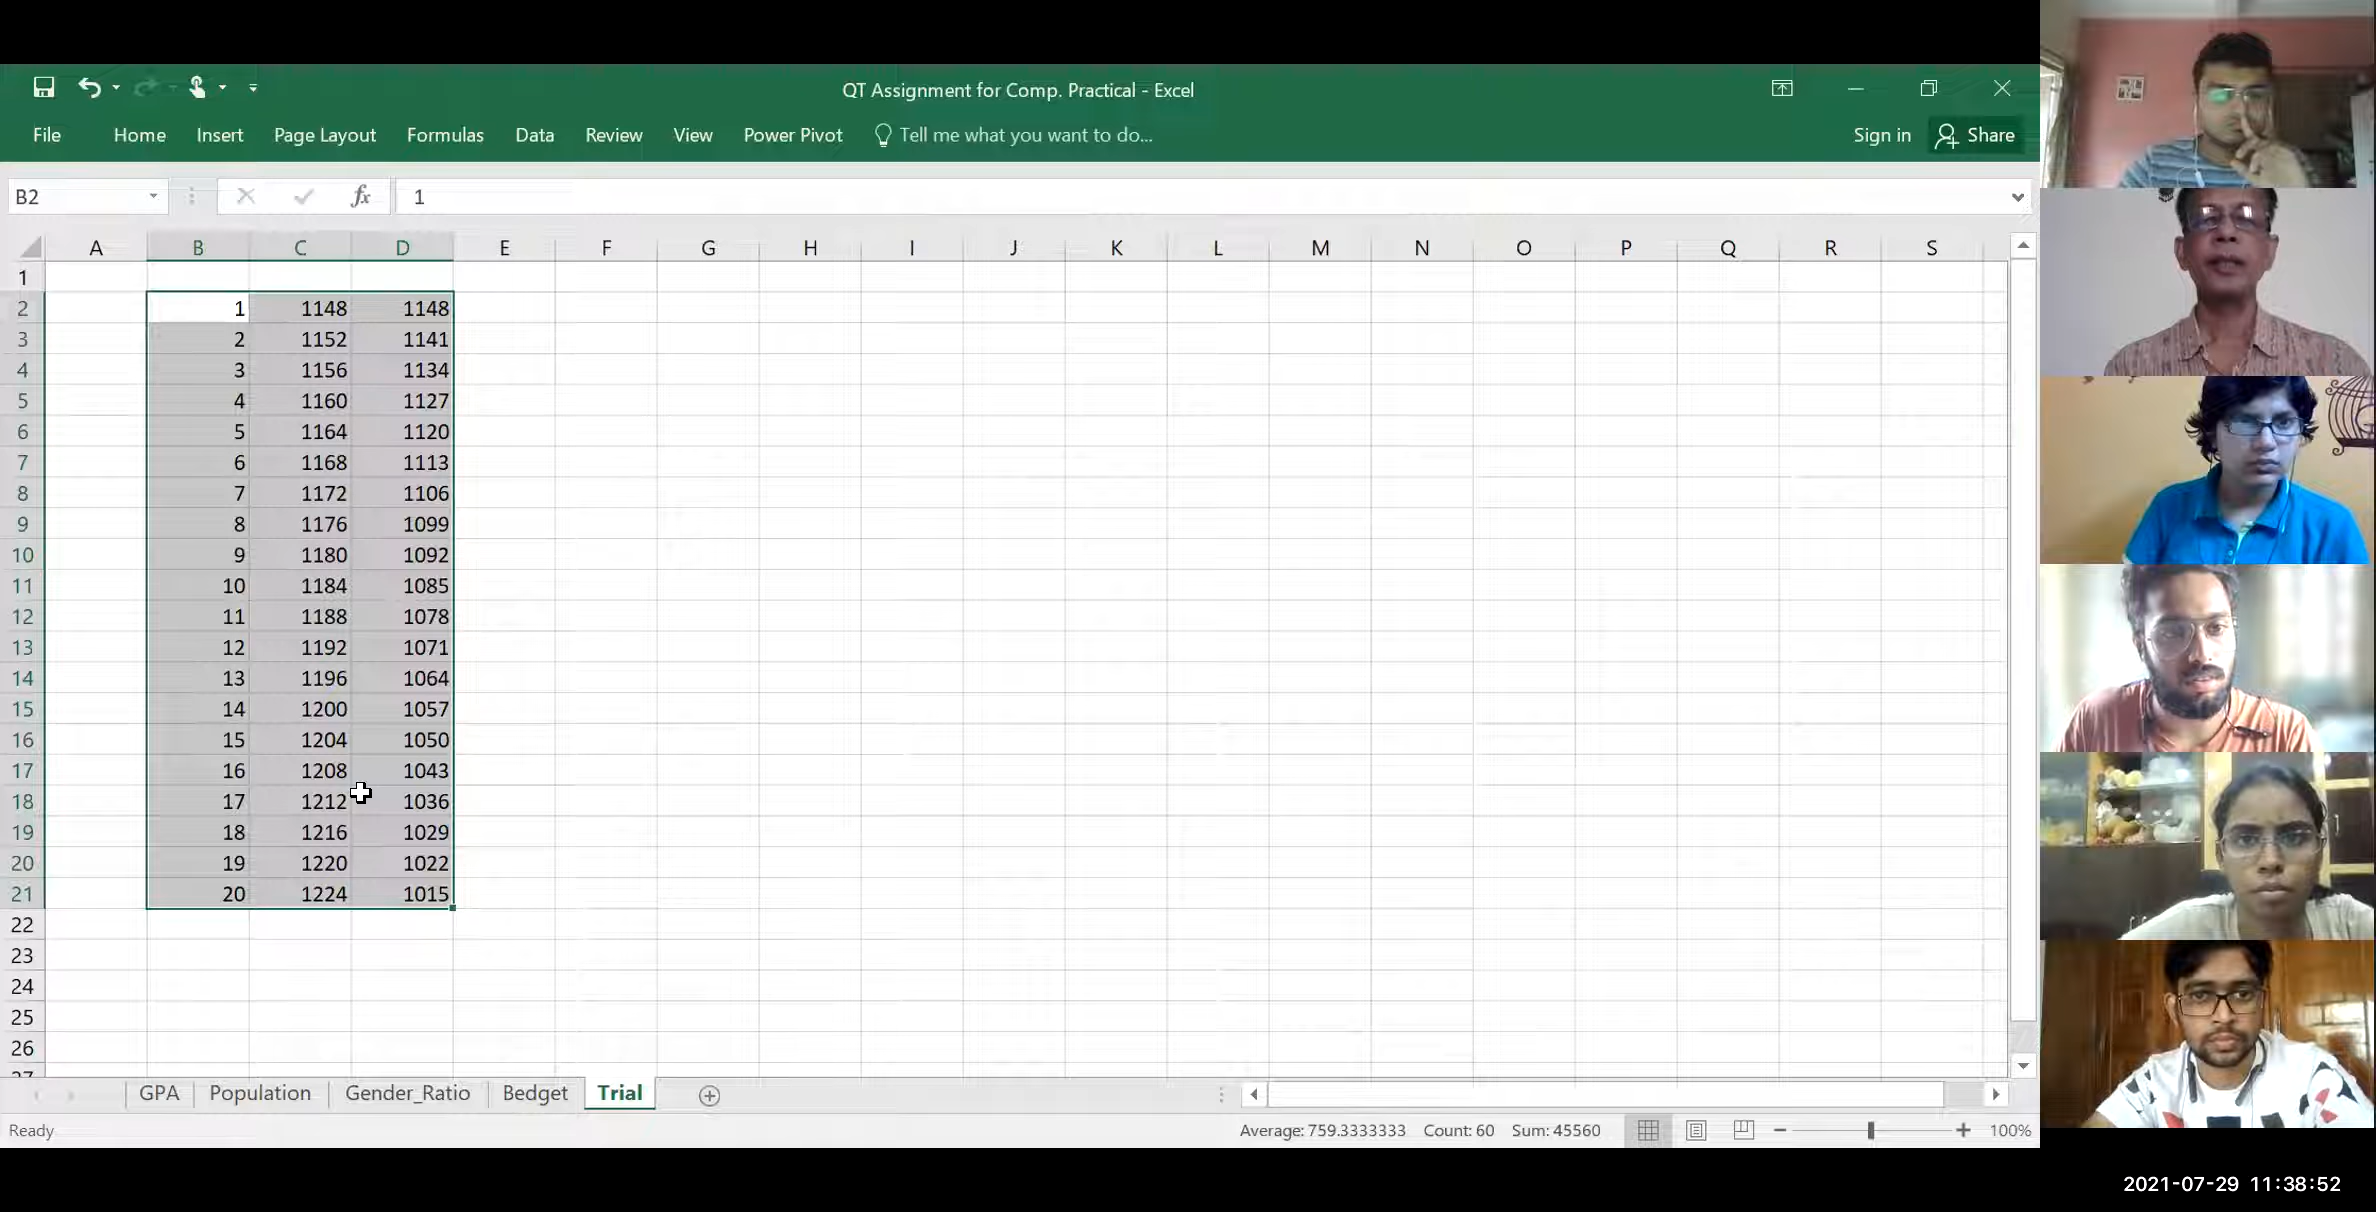 QT Assignment for Comp. Practical - Excel
File Home Insert Page Layout Formulas Data Review View Power Pivot Tell me what you want to do... Sign in Share
B2 fx 1
A B C D E F G H I J K L M N O P Q R S
1
2 1 1148 1148
3 2 1152 1141
4 3 1156 1134
5 4 1160 1127
6 5 1164 1120
7 6 1168 1113
8 7 1172 1106
9 8 1176 1099
10 9 1180 1092
11 10 1184 1085
12 11 1188 1078
13 12 1192 1071
14 13 1196 1064
15 14 1200 1057
16 15 1204 1050
17 16 1208 1043
18 17 1212 1036
19 18 1216 1029
20 19 1220 1022
21 20 1224 1015
22
23
24
25
26
27
GPA Population Gender_Ratio Bedget Trial
Ready Average: 759.3333333 Count: 60 Sum: 45560 100%
2021-07-29 11:38:52